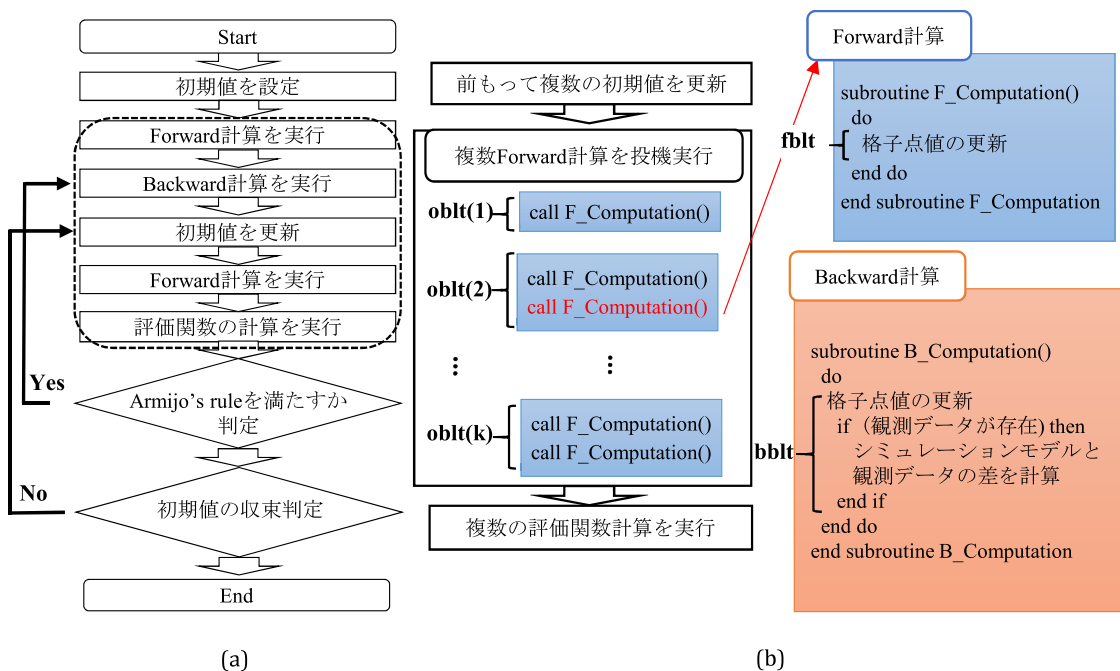 Start
初期値を設定
Forward計算を実行
Backward計算を実行
初期値を更新
Forward計算を実行
評価関数の計算を実行
Yes
Armijo's ruleを満たすか
判定
No
初期値の収束判定
End
(a)
前もって複数の初期値を更新
複数Forward計算を投機実行
oblt(1)
call F_Computation()
oblt(2)
call F_Computation()
call F_Computation()
⋮
⋮
oblt(k)
call F_Computation()
call F_Computation()
複数の評価関数計算を実行
Forward計算
subroutine F_Computation()
do
fblt
格子点値の更新
end do
end subroutine F_Computation
Backward計算
subroutine B_Computation()
do
bblt
格子点値の更新
if（観測データが存在) then
シミュレーションモデルと
観測データの差を計算
end if
end do
end subroutine B_Computation
(b)